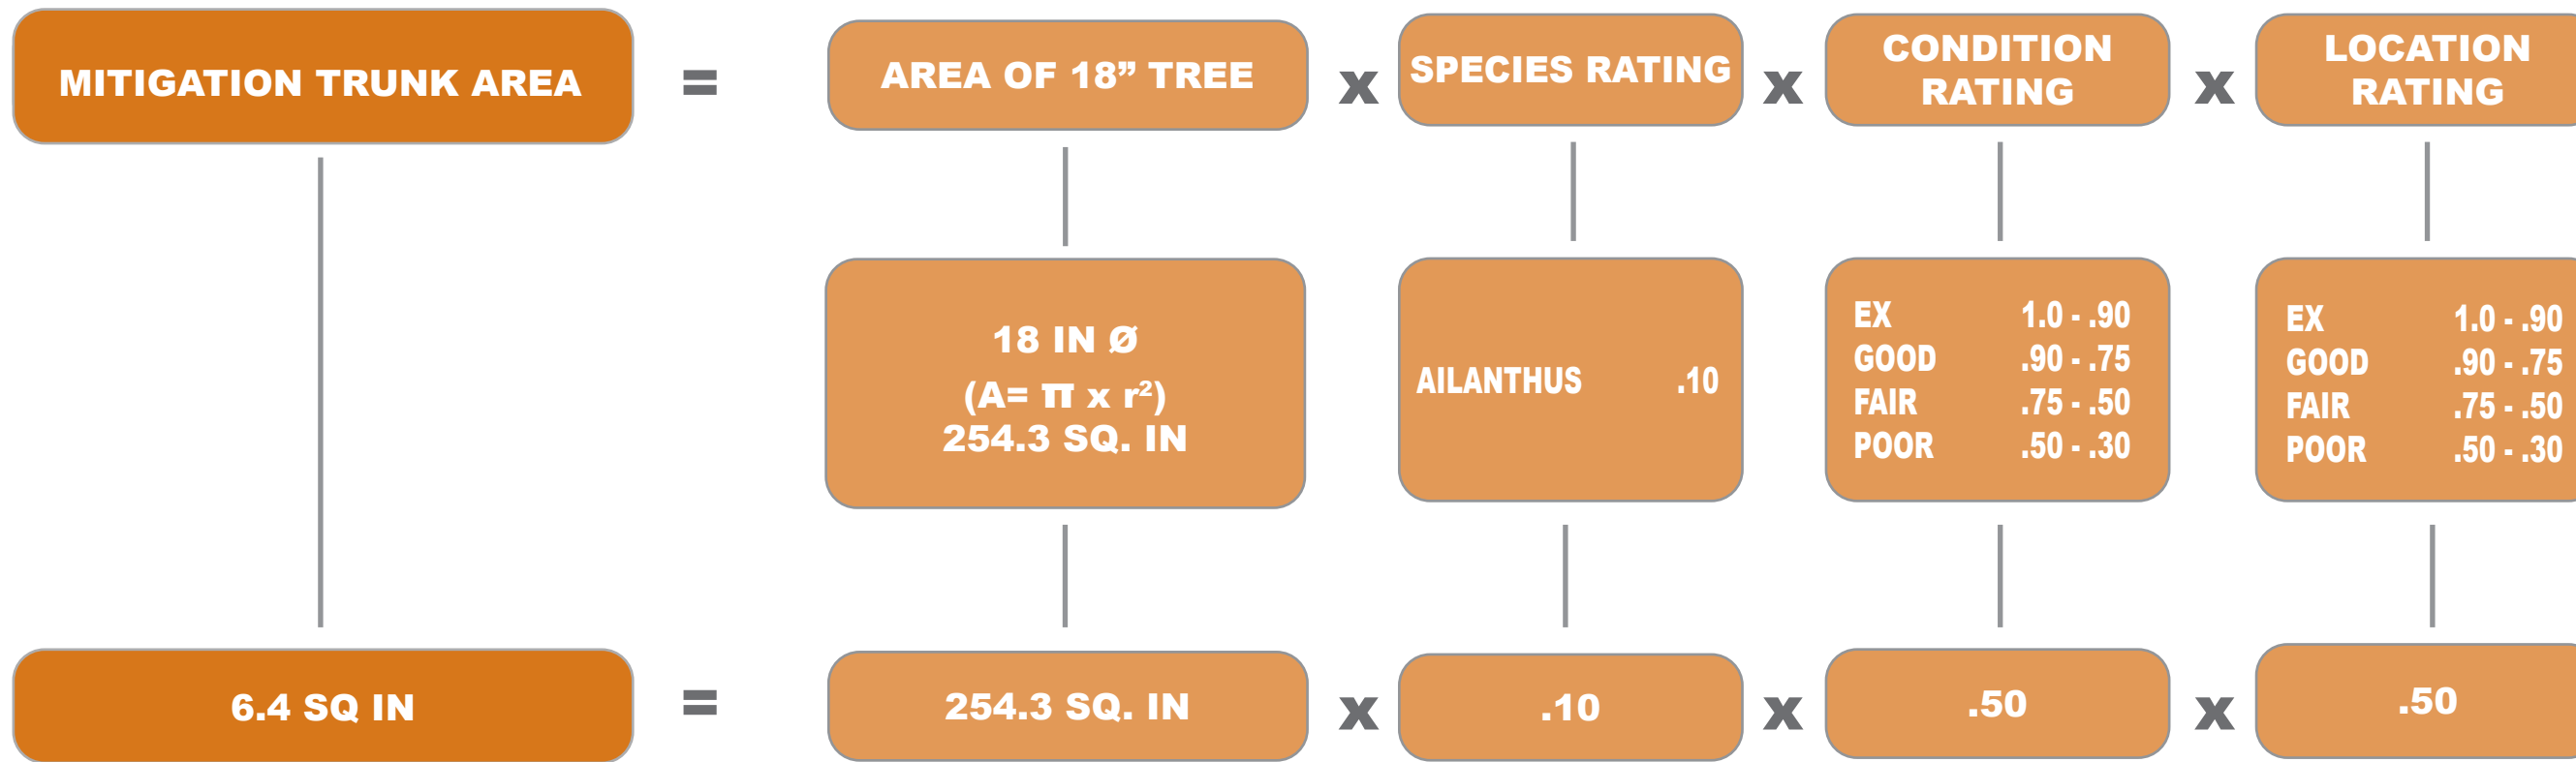 MITIGATION TRUNK AREA
=
AREA OF 18” TREE
x
SPECIES RATING
x
CONDITION
RATING
x
LOCATION
RATING
18 IN Ø
(A= π x r²)
254.3 SQ. IN
AILANTHUS .10
EX 1.0 - .90
GOOD .90 - .75
FAIR .75 - .50
POOR .50 - .30
EX 1.0 - .90
GOOD .90 - .75
FAIR .75 - .50
POOR .50 - .30
6.4 SQ IN
=
254.3 SQ. IN
x
.10
x
.50
x
.50